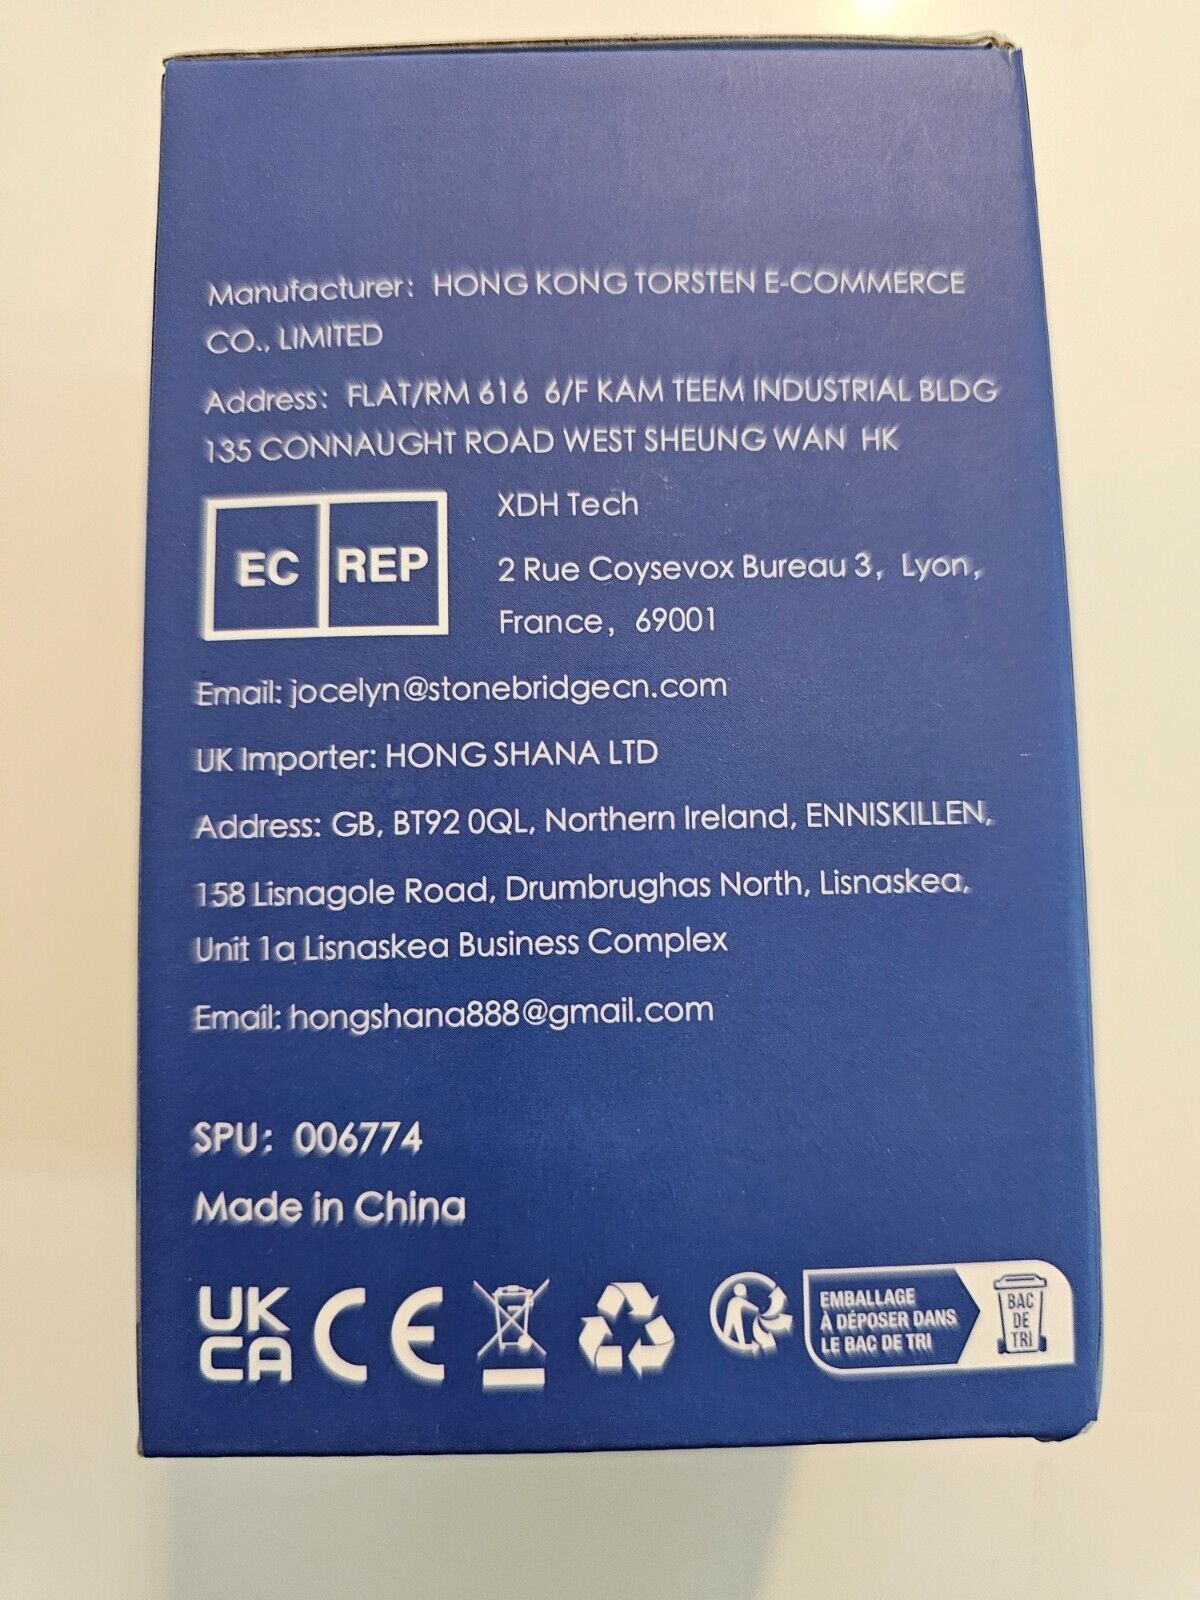 Manufacturer: HONG KONG TORSTEN E-COMMERCE
CO., LIMITED
Address: FLAT/RM 616 6/F KAM TEEM INDUSTRIAL BLDG
135 CONNAUGHT ROAD WEST SHEUNG WAN HK
EC REP
XDH Tech
2 Rue Coysevox Bureau 3, Lyon,
France, 69001
Email: jocelyn@stonebridgecn.com
UK Importer: HONG SHANA LTD
Address: GB, BT92 0QL, Northern Ireland, ENNISKILLEN,
158 Lisnagole Road, Drumbrughas North, Lisnaskea,
Unit 1a Lisnaskea Business Complex
Email: hongshana888@gmail.com
SPU: 006774
Made in China
UK
CA
CE
EMBALLAGE
À DÉPOSER DANS
LE BAC DE TRI
BAC
DE
TRI